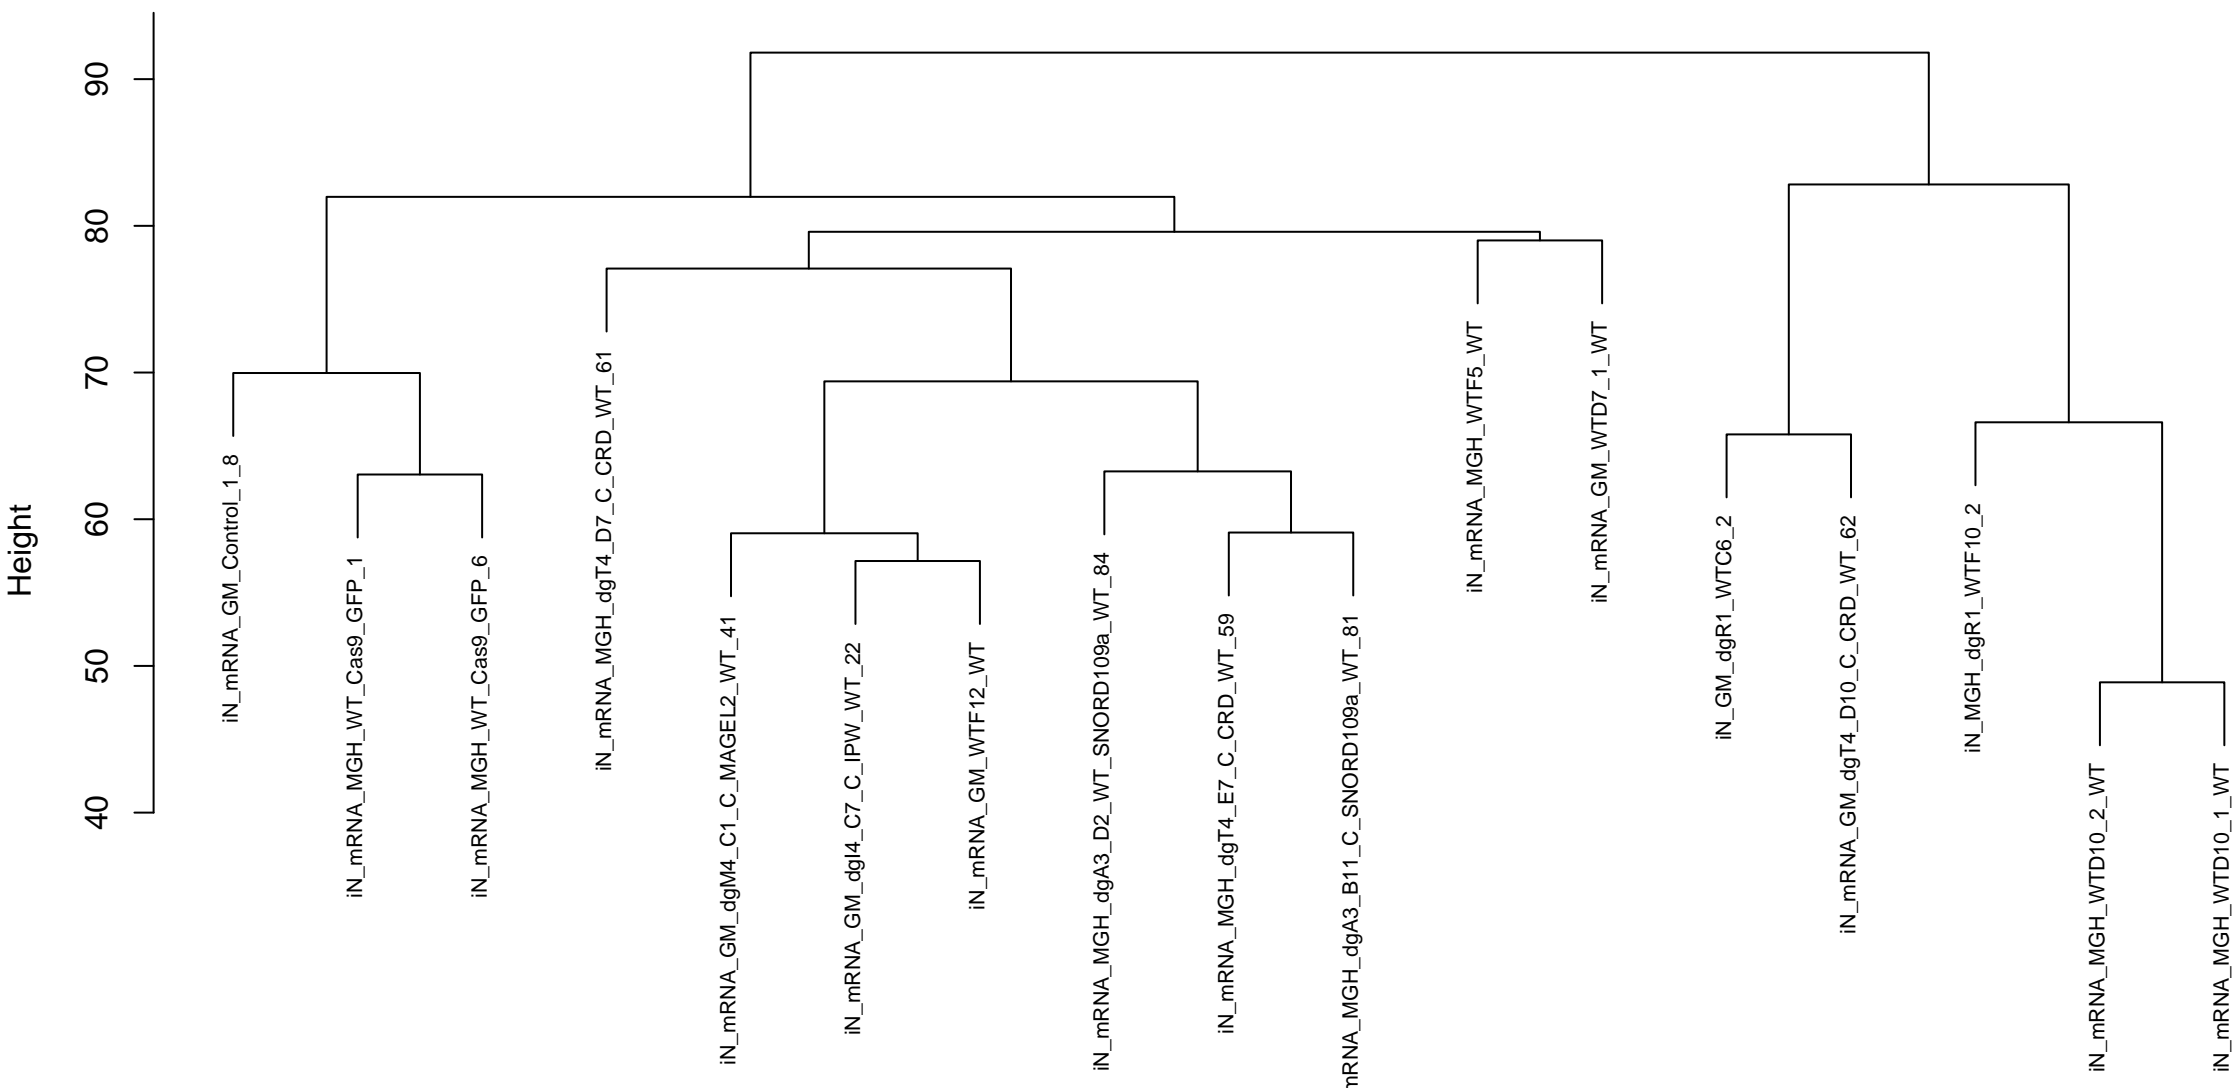 Height
90
80
70
60
50
40
iN_mRNA_GM_Control_1_8
iN_mRNA_MGH_WT_Cas9_GFP_1
iN_mRNA_MGH_WT_Cas9_GFP_6
iN_mRNA_MGH_dgT4_D7_C_CRD_WT_61
iN_mRNA_GM_dgM4_C1_C_MAGEL2_WT_41
iN_mRNA_GM_dgI4_C7_C_IPW_WT_22
iN_mRNA_GM_WTF12_WT
iN_mRNA_MGH_dgA3_D2_WT_SNORD109a_WT_84
iN_mRNA_MGH_dgT4_E7_C_CRD_WT_59
mRNA_MGH_dgA3_B11_C_SNORD109a_WT_81
iN_mRNA_MGH_WTF5_WT
iN_mRNA_GM_WTD7_1_WT
iN_GM_dgR1_WTC6_2
iN_mRNA_GM_dgT4_D10_C_CRD_WT_62
iN_MGH_dgR1_WTF10_2
iN_mRNA_MGH_WTD10_2_WT
iN_mRNA_MGH_WTD10_1_WT